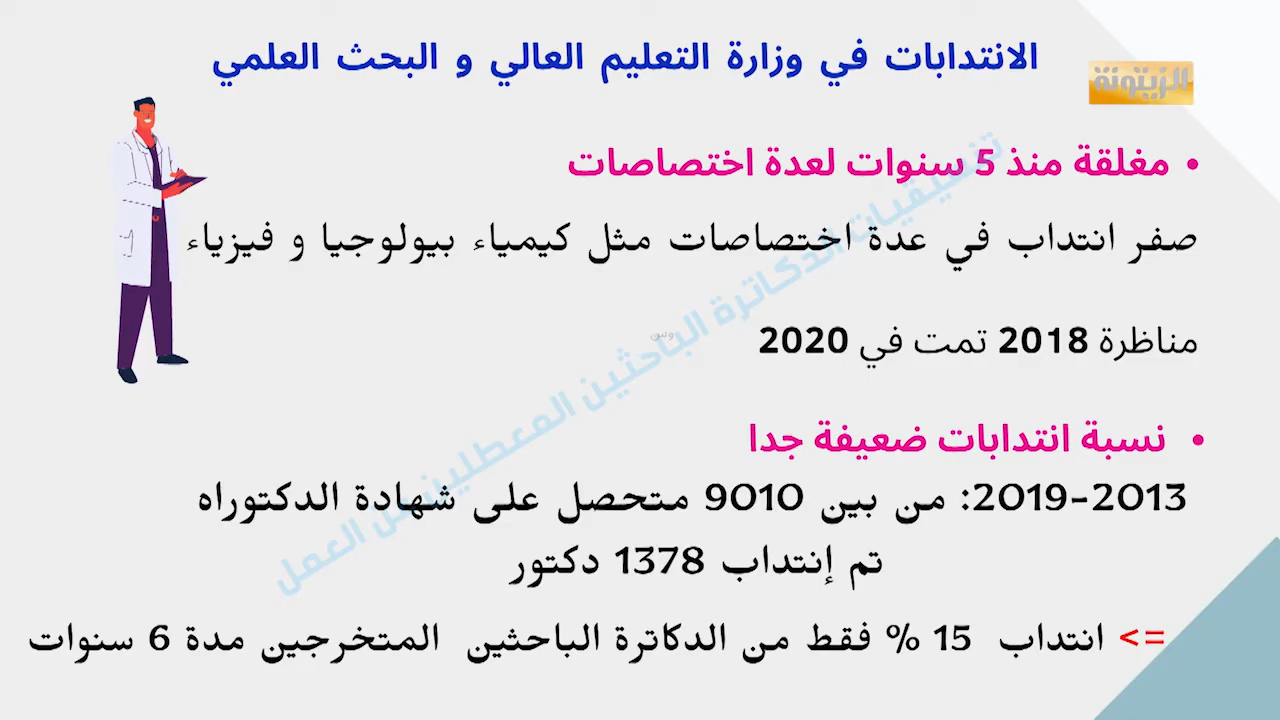 الانتدابات في وزارة التعليم العالي و البحث العلمي
الزيتونة
• مغلقة منذ 5 سنوات لعدة اختصاصات
صفر انتداب في عدة اختصاصات مثل كيمياء بيولوجيا و فيزياء
مناظرة 2018 تمت في 2020
• نسبة انتدابات ضعيفة جدا
2013-2019: من بين 9010 متحصل على شهادة الدكتوراه
تم إنتداب 1378 دكتور
=> انتداب 15 % فقط من الدكاترة الباحثين المتخرجين مدة 6 سنوات
تنسيقيات الدكاترة الباحثين المعطلين عن العمل